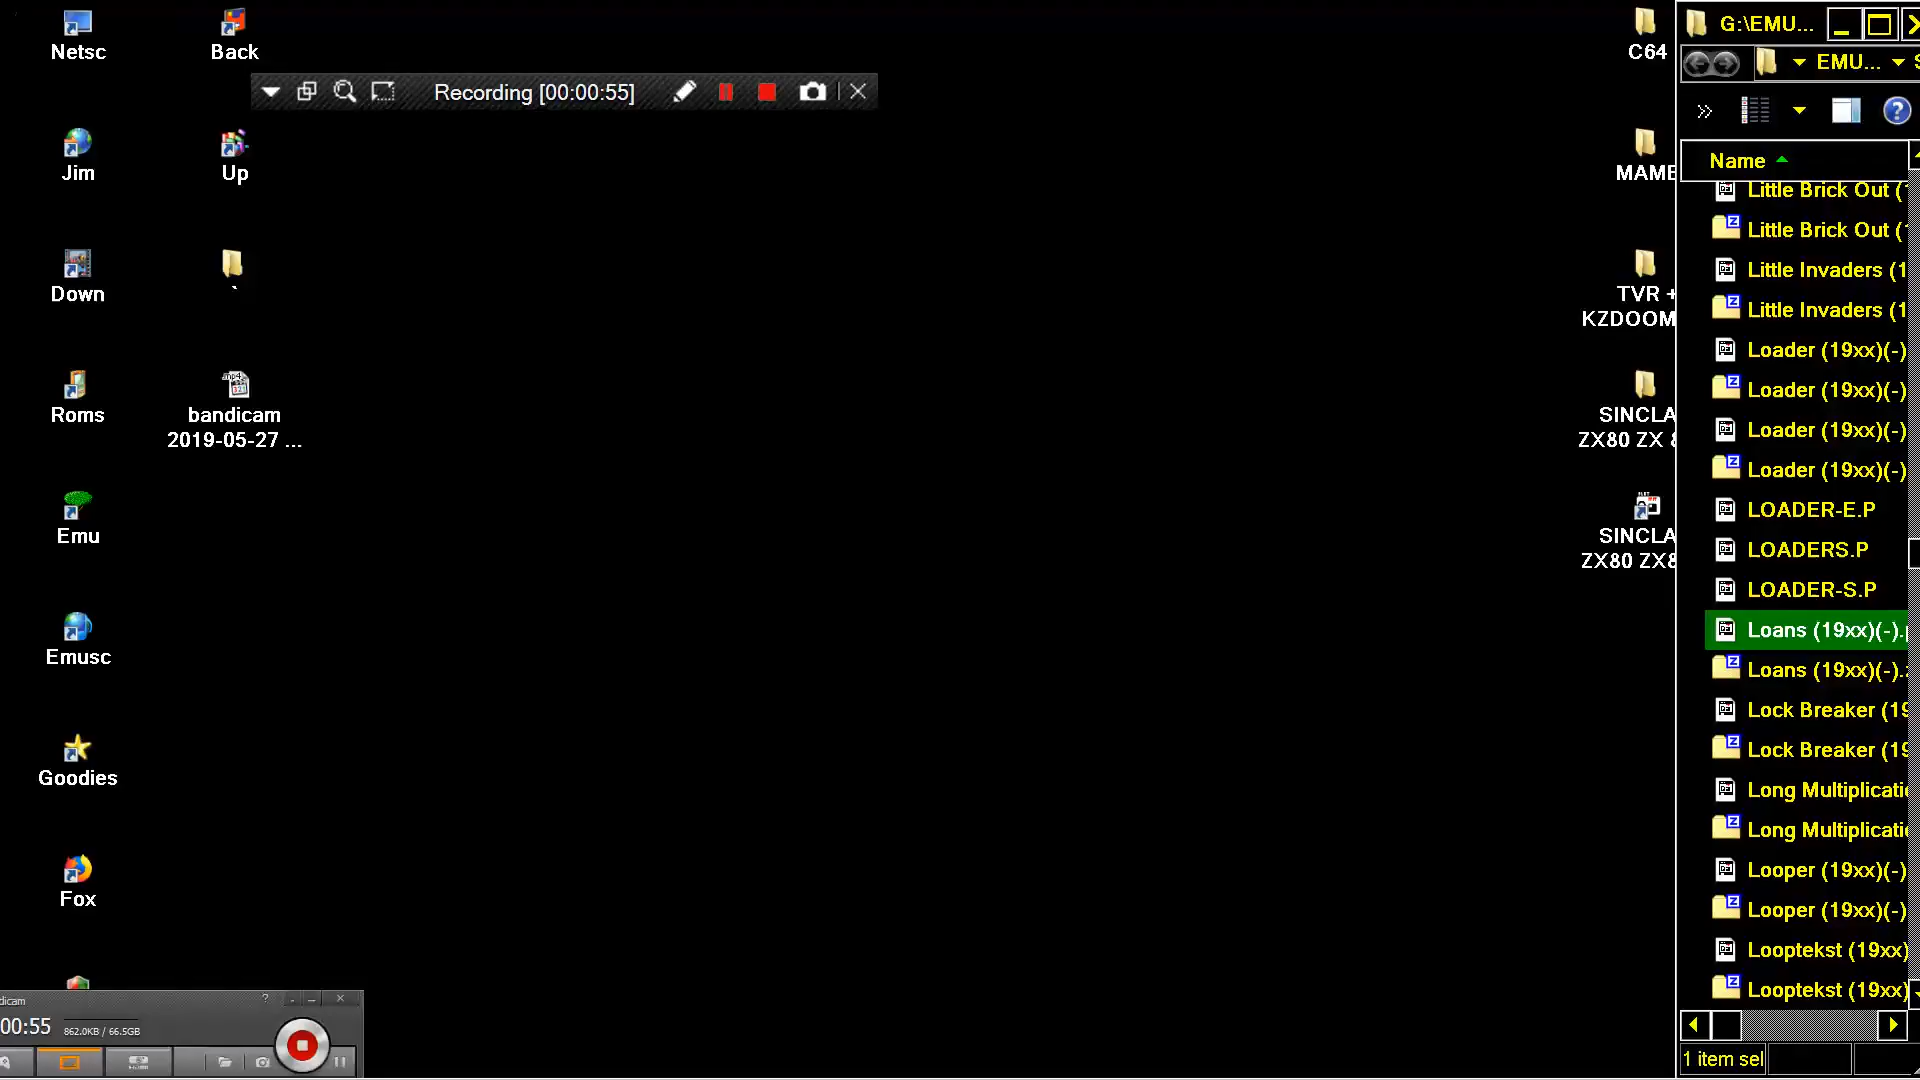 Netsc
Back
Recording [00:00:55]
C64
G:\EMU...
EMU...
Jim
Up
MAME
Name
Little Brick Out (
Little Brick Out (
Little Invaders (1
Little Invaders (1
Down
`
TVR +
KZDOOM
Loader (19xx)(-)
Loader (19xx)(-)
Loader (19xx)(-)
Loader (19xx)(-)
Roms
bandicam
2019-05-27 ...
SINCLA
ZX80 ZX 8
LOADER-E.P
LOADERS.P
LOADER-S.P
Emu
SINCLA
ZX80 ZX8
Loans (19xx)(-).p
Loans (19xx)(-).z
Emusc
Lock Breaker (19
Lock Breaker (19
Goodies
Long Multiplicati
Long Multiplicati
Fox
Looper (19xx)(-)
Looper (19xx)(-)
Looptekst (19xx)
Looptekst (19xx)
dicam
00:55
862.0KB / 66.5GB
1 item sel